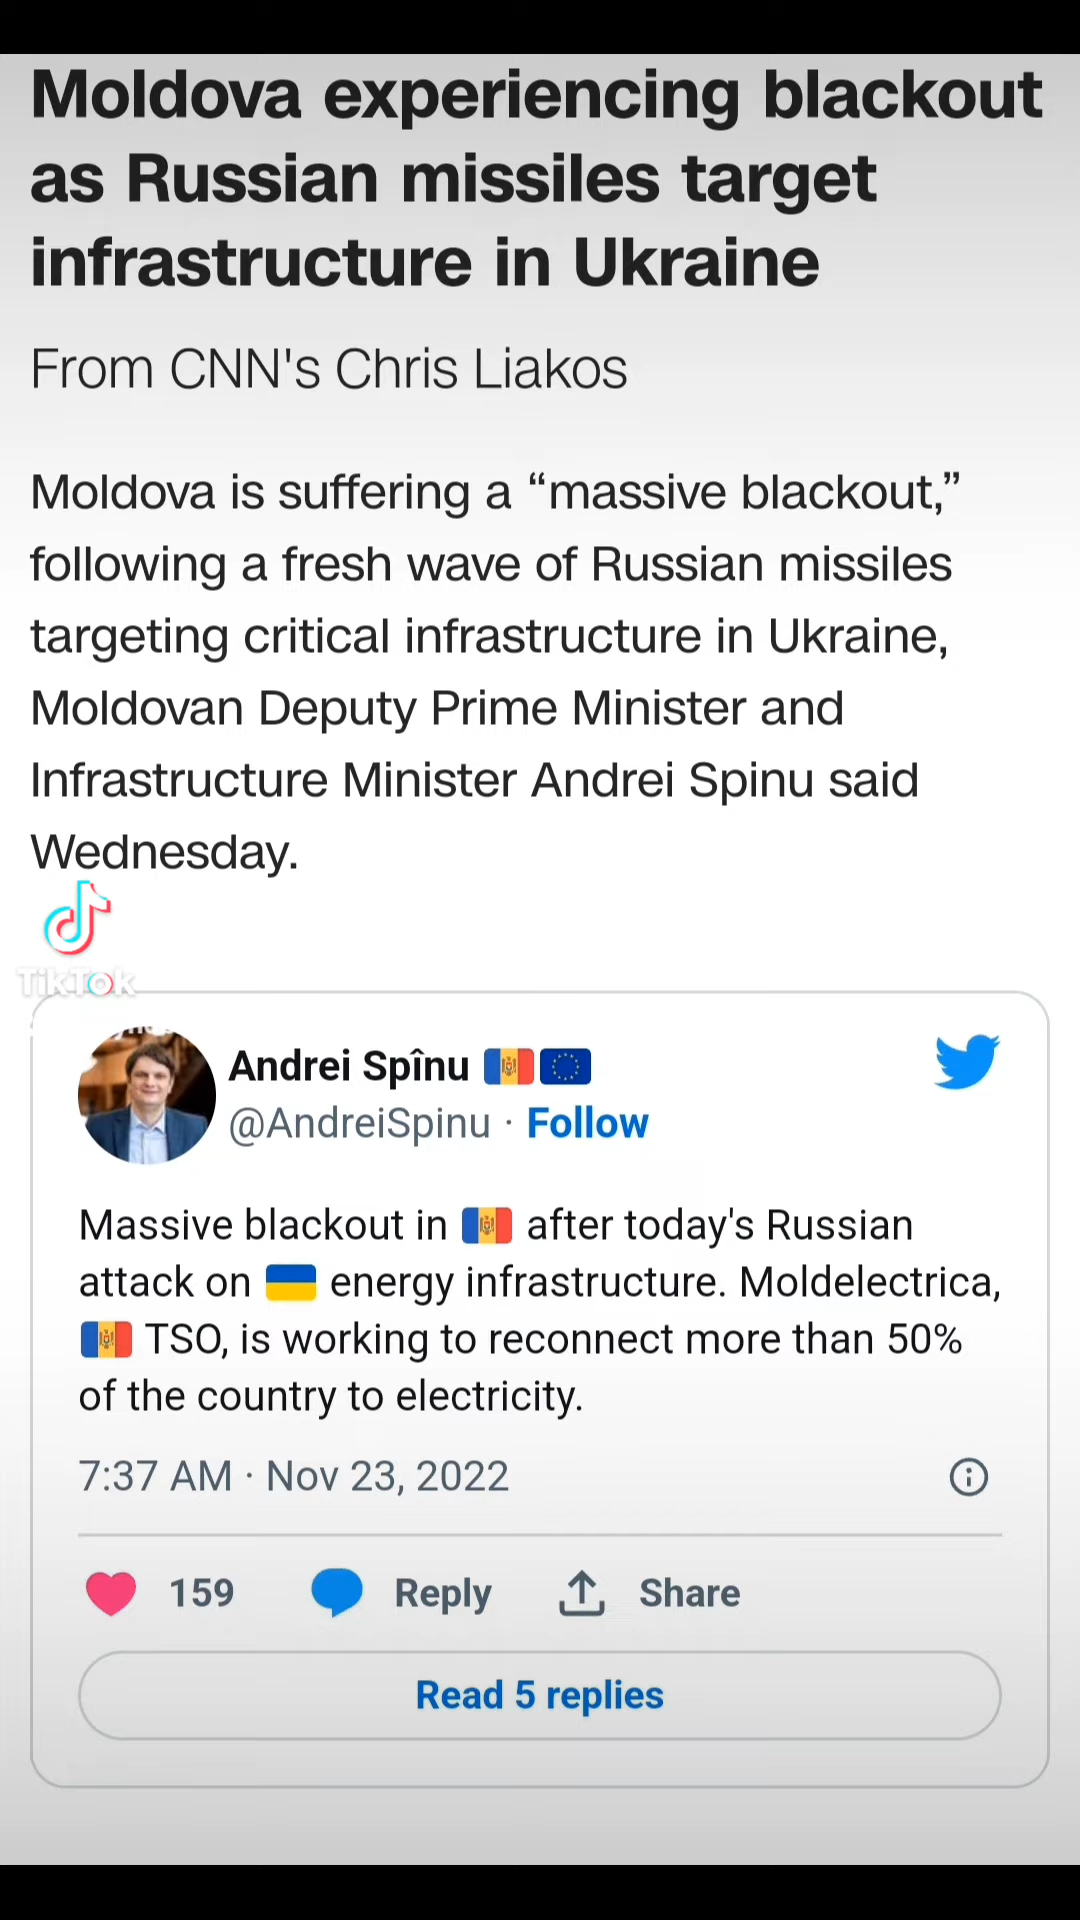 Moldova experiencing blackout
as Russian missiles target
infrastructure in Ukraine
From CNN's Chris Liakos
Moldova is suffering a “massive blackout,”
following a fresh wave of Russian missiles
targeting critical infrastructure in Ukraine,
Moldovan Deputy Prime Minister and
Infrastructure Minister Andrei Spinu said
Wednesday.
TikTok
Andrei Spînu 🇲🇩🇪🇺
@AndreiSpinu · Follow
Massive blackout in 🇲🇩 after today's Russian
attack on 🇺🇦 energy infrastructure. Moldelectrica,
🇲🇩 TSO, is working to reconnect more than 50%
of the country to electricity.
7:37 AM · Nov 23, 2022
159 Reply Share
Read 5 replies